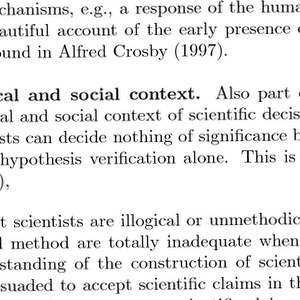 chanisms, e.g., a response of the huma
autiful account of the early presence
ound in Alfred Crosby (1997).
cal and social context. Also part
al and social context of scientific decis
sts can decide nothing of significance b
hypothesis verification alone. This is
),
t scientists are illogical or unmethodic
l method are totally inadequate when
standing of the construction of scient
suaded to accept scientific claims in th